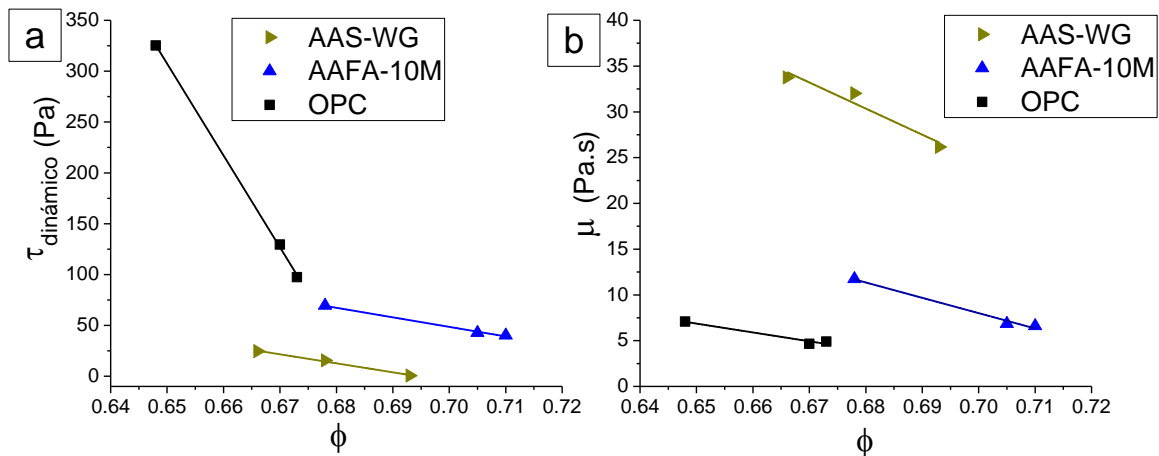 a
AAS-WG
AAFA-10M
OPC
τdinámico (Pa)
350
300
250
200
150
100
50
0
0.64 0.65 0.66 0.67 0.68 0.69 0.70 0.71 0.72
ϕ
b
AAS-WG
AAFA-10M
OPC
μ (Pa.s)
40
35
30
25
20
15
10
5
0
0.64 0.65 0.66 0.67 0.68 0.69 0.70 0.71 0.72
ϕ